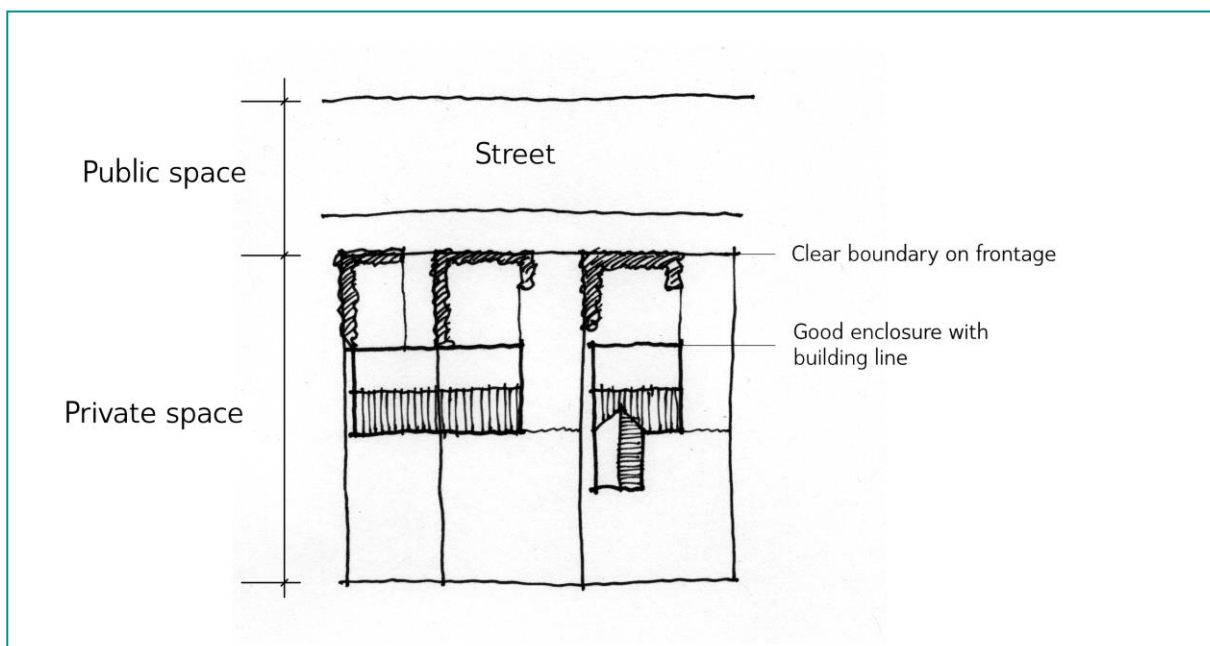 Street
Public space
Clear boundary on frontage
Good enclosure with
building line
Private space